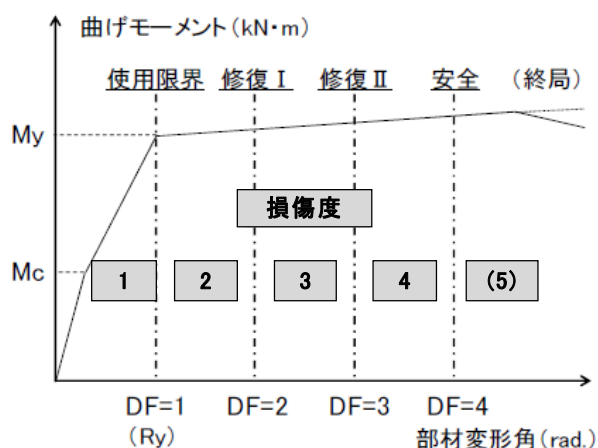 曲げモーメント(kN・m)
使用限界 修復Ⅰ 修復Ⅱ 安全 (終局)
My
損傷度
Mc
1 2 3 4 (5)
DF=1 DF=2 DF=3 DF=4
(Ry) 部材変形角(rad.)